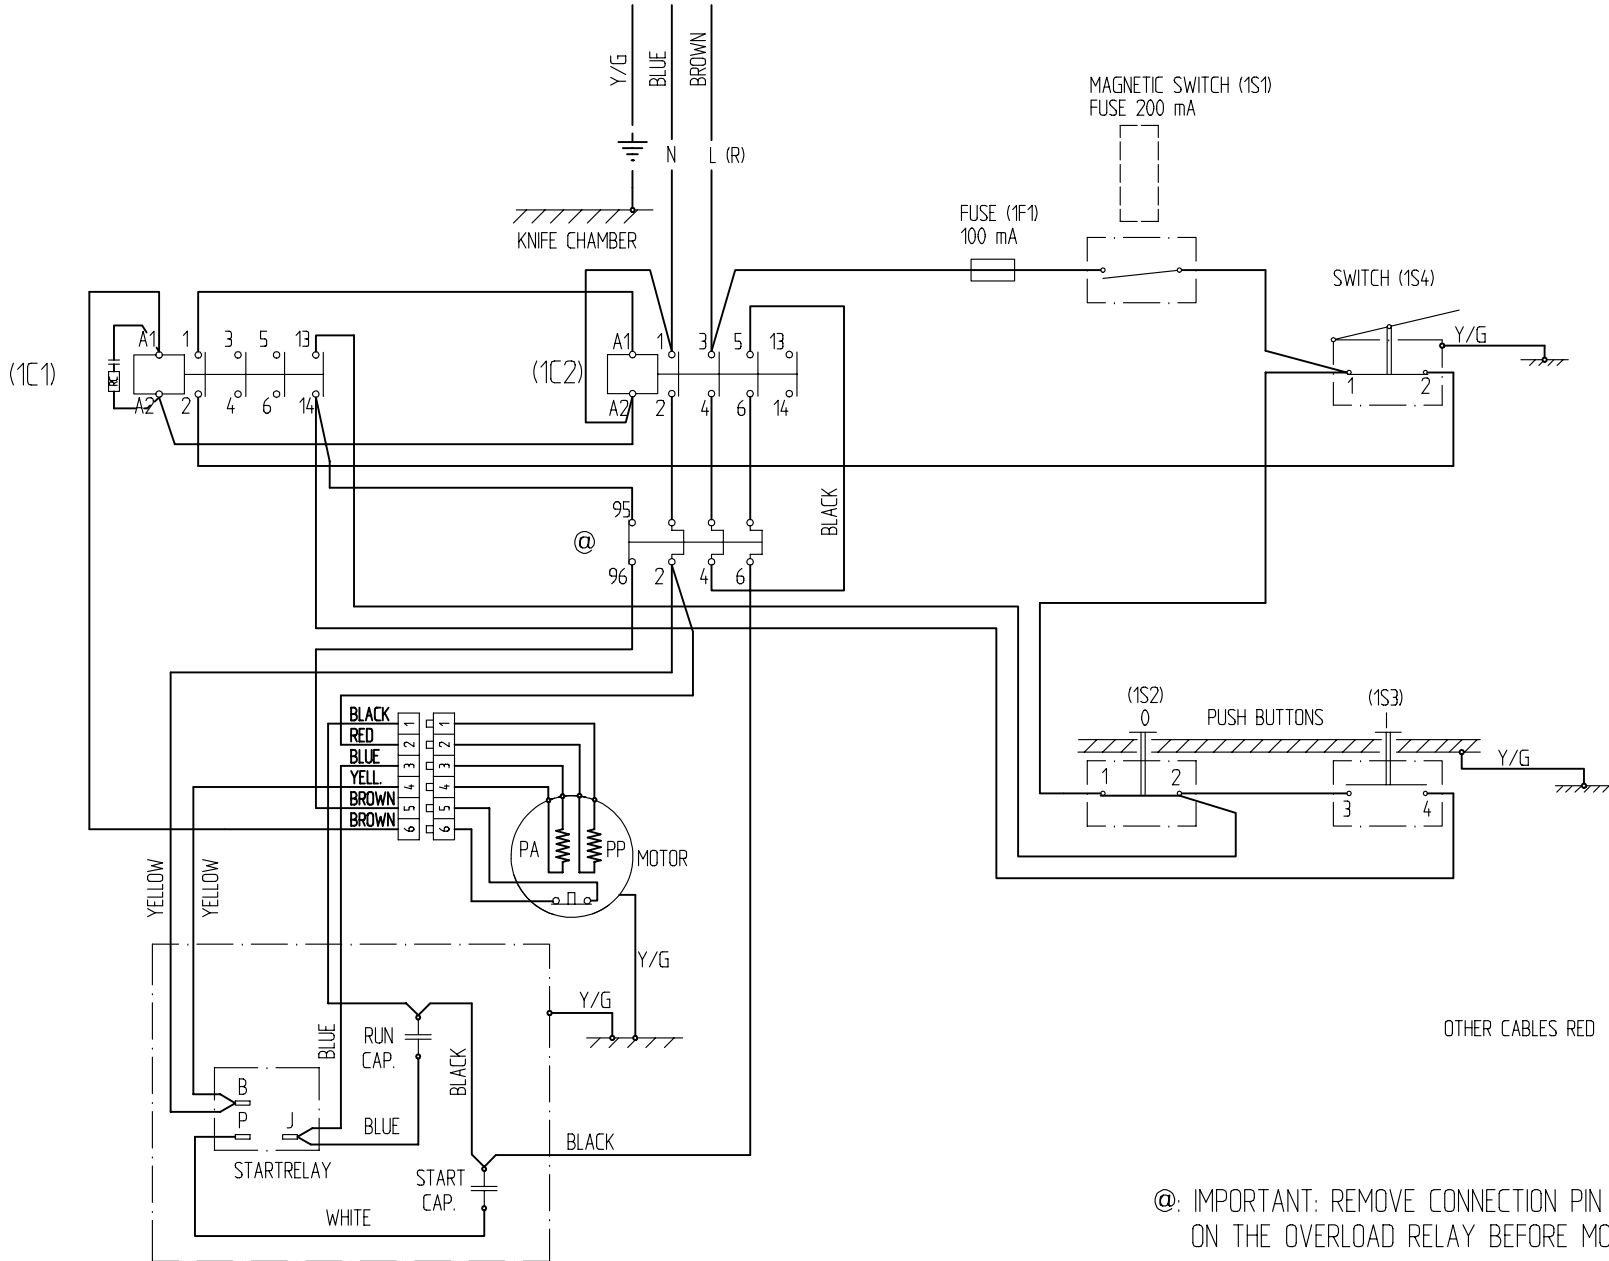 Y/G
BLUE
BROWN
MAGNETIC SWITCH (1S1)
FUSE 200 mA
N
L (R)
FUSE (1F1)
100 mA
KNIFE CHAMBER
SWITCH (1S4)
Y/G
(1C1)
A1
1
3
5
13
RC
A2
2
4
6
14
(1C2)
A1
1
3
5
13
A2
2
4
6
14
1
2
BLACK
95
@
96
2
4
6
(1S2)
0
PUSH BUTTONS
(1S3)
I
Y/G
1
2
3
4
BLACK
RED
BLUE
YELL.
BROWN
BROWN
1
2
3
4
5
6
1
2
3
4
5
6
PA
PP
MOTOR
YELLOW
YELLOW
Y/G
Y/G
BLUE
RUN
CAP.
BLACK
OTHER CABLES RED
B
P
J
BLUE
STARTRELAY
BLACK
START
CAP.
WHITE
@: IMPORTANT: REMOVE CONNECTION PIN
ON THE OVERLOAD RELAY BEFORE MO